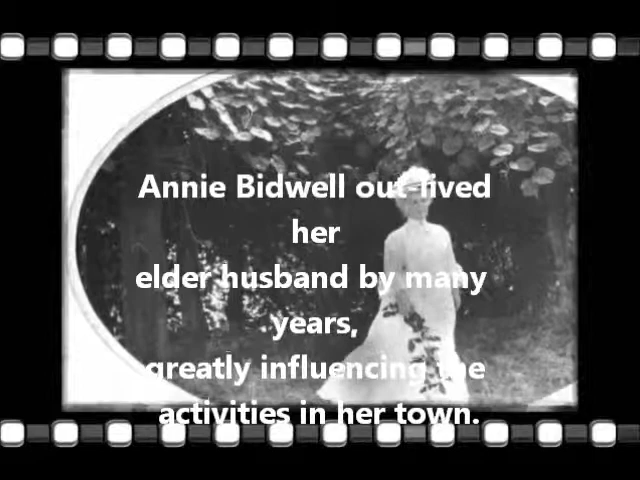 Annie Bidwell out-lived
her
elder husband by many
years,
greatly influencing the
activities in her town.